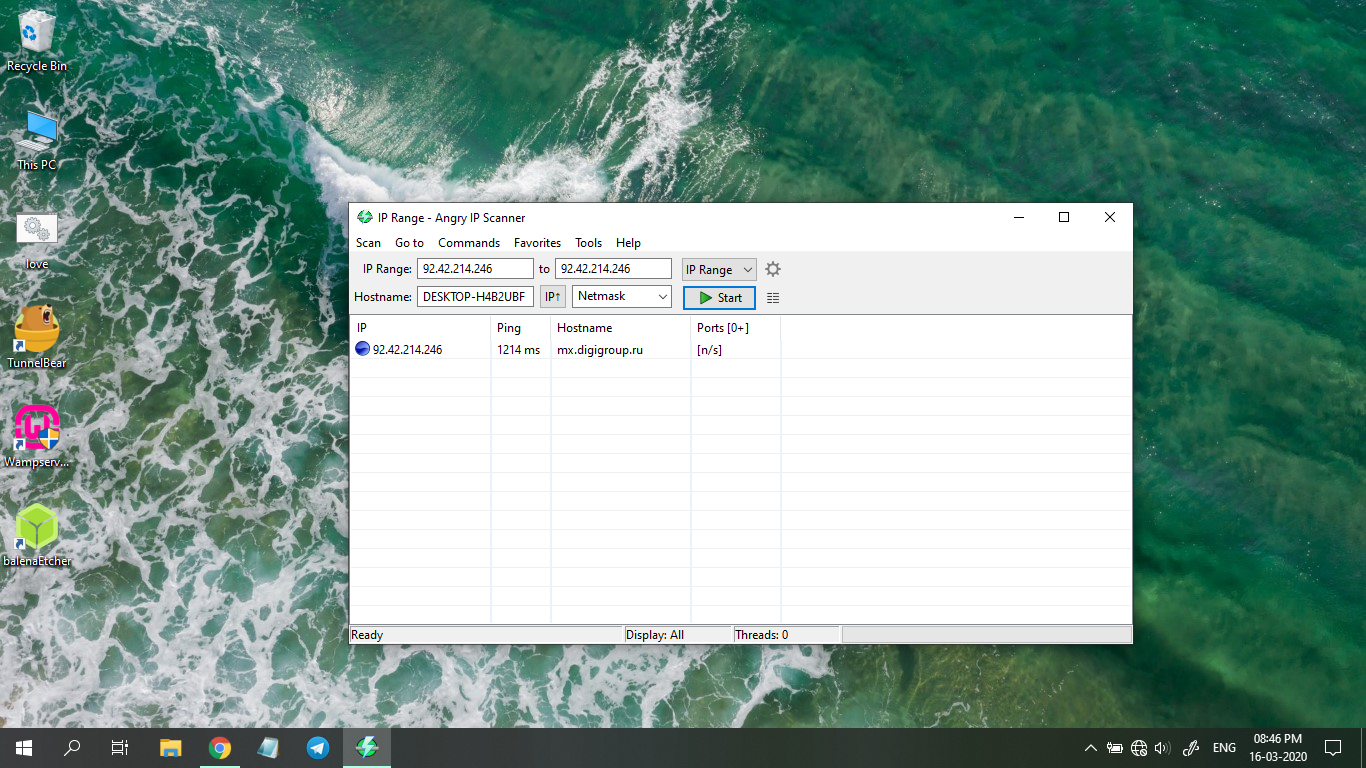 Recycle Bin
This PC
love
TunnelBear
Wampserv...
balenaEtcher
IP Range - Angry IP Scanner
Scan Go to Commands Favorites Tools Help
IP Range: 92.42.214.246 to 92.42.214.246 IP Range
Hostname: DESKTOP-H4B2UBF IP↑ Netmask Start
IP Ping Hostname Ports [0+]
92.42.214.246 1214 ms mx.digigroup.ru [n/s]
Ready Display: All Threads: 0
ENG 08:46 PM
16-03-2020